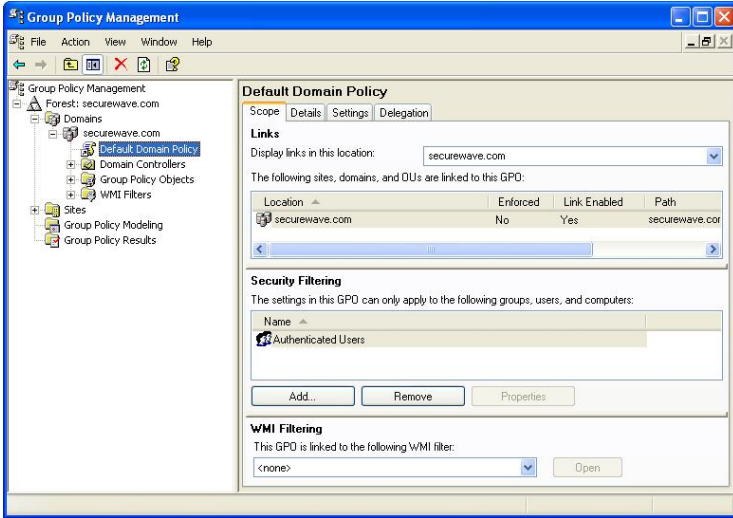 Group Policy Management
File Action View Window Help
Group Policy Management
Forest: securewave.com
Domains
securewave.com
Default Domain Policy
Domain Controllers
Group Policy Objects
WMI Filters
Sites
Group Policy Modeling
Group Policy Results
Default Domain Policy
Scope Details Settings Delegation
Links
Display links in this location: securewave.com
The following sites, domains, and OUs are linked to this GPO:
Location Enforced Link Enabled Path
securewave.com No Yes securewave.cor
Security Filtering
The settings in this GPO can only apply to the following groups, users, and computers:
Name
Authenticated Users
Add... Remove Properties
WMI Filtering
This GPO is linked to the following WMI filter:
<none> Open